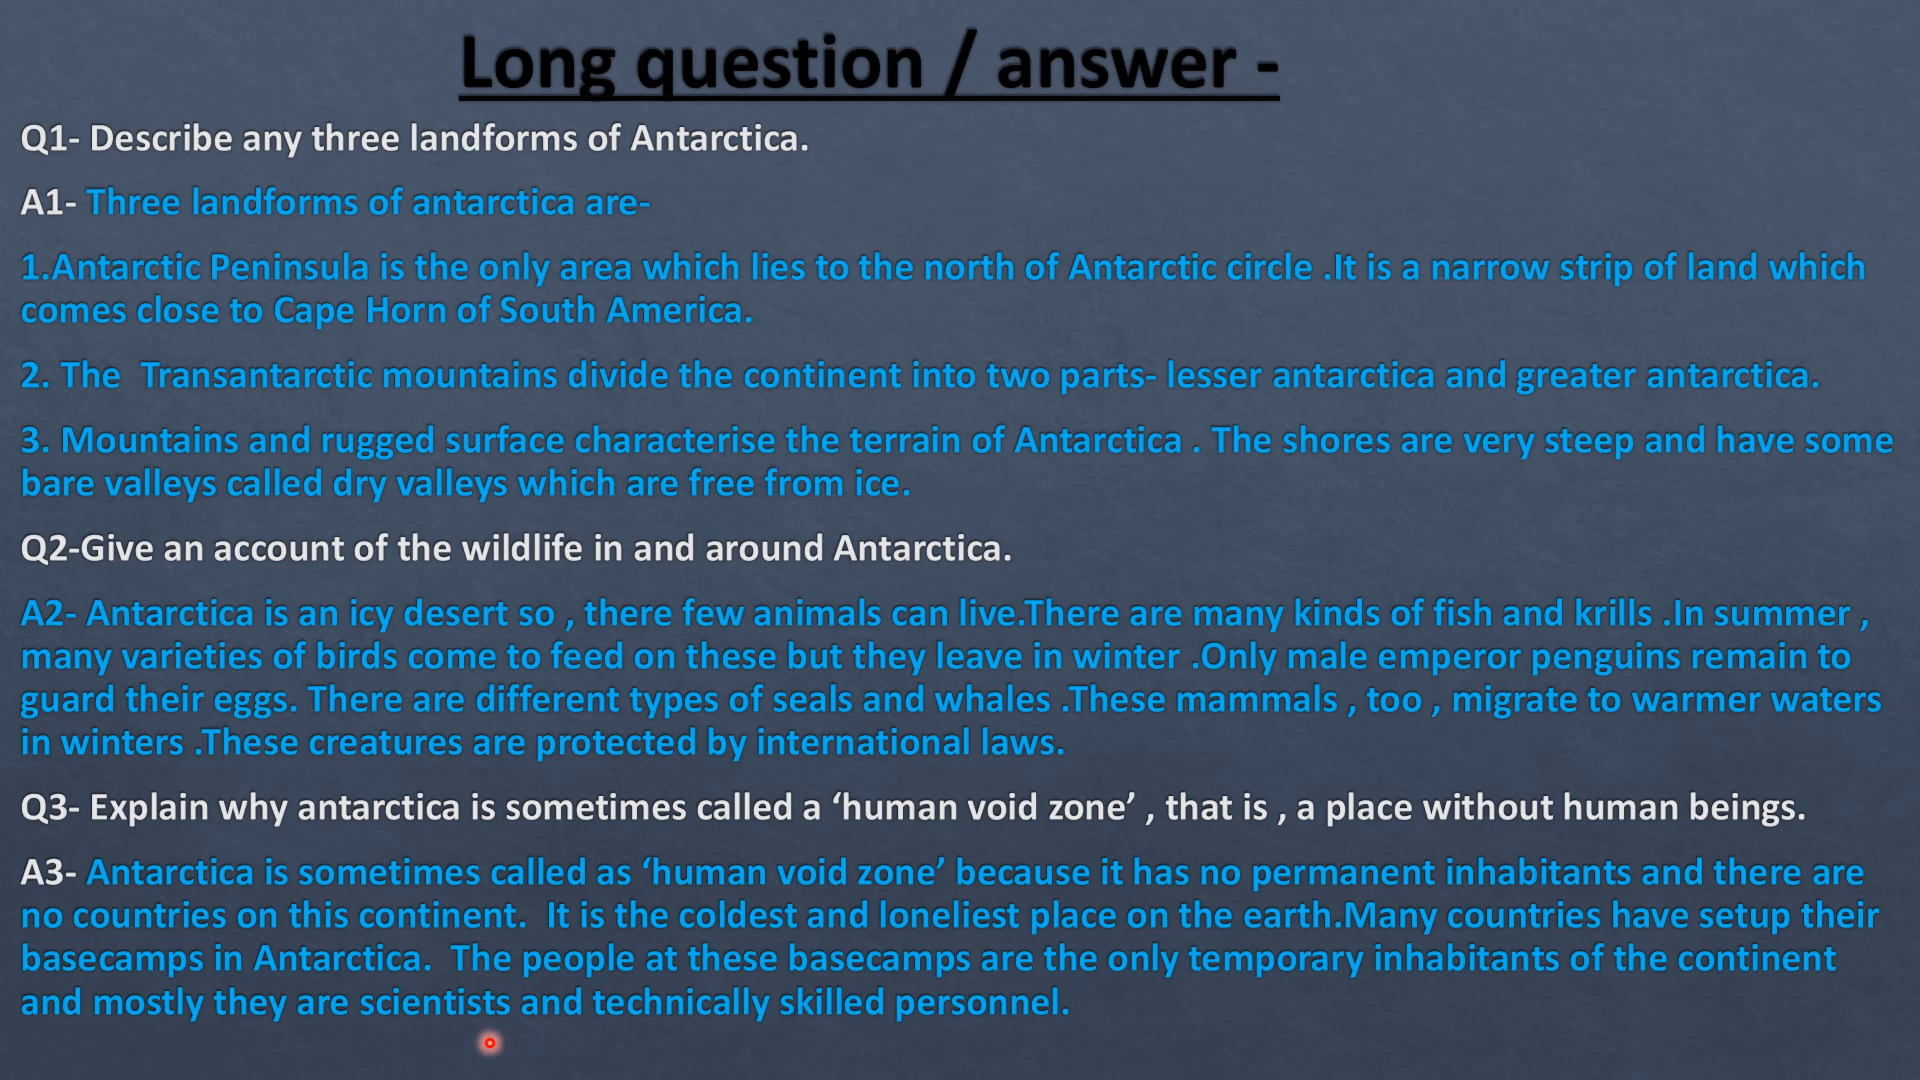 Long question / answer -
Q1- Describe any three landforms of Antarctica.
A1- Three landforms of antarctica are-
1.Antarctic Peninsula is the only area which lies to the north of Antarctic circle .It is a narrow strip of land which
comes close to Cape Horn of South America.
2. The  Transantarctic mountains divide the continent into two parts- lesser antarctica and greater antarctica.
3. Mountains and rugged surface characterise the terrain of Antarctica . The shores are very steep and have some
bare valleys called dry valleys which are free from ice.
Q2-Give an account of the wildlife in and around Antarctica.
A2- Antarctica is an icy desert so , there few animals can live.There are many kinds of fish and krills .In summer ,
many varieties of birds come to feed on these but they leave in winter .Only male emperor penguins remain to
guard their eggs. There are different types of seals and whales .These mammals , too , migrate to warmer waters
in winters .These creatures are protected by international laws.
Q3- Explain why antarctica is sometimes called a ‘human void zone’ , that is , a place without human beings.
A3- Antarctica is sometimes called as ‘human void zone’ because it has no permanent inhabitants and there are
no countries on this continent.  It is the coldest and loneliest place on the earth.Many countries have setup their
basecamps in Antarctica.  The people at these basecamps are the only temporary inhabitants of the continent
and mostly they are scientists and technically skilled personnel.